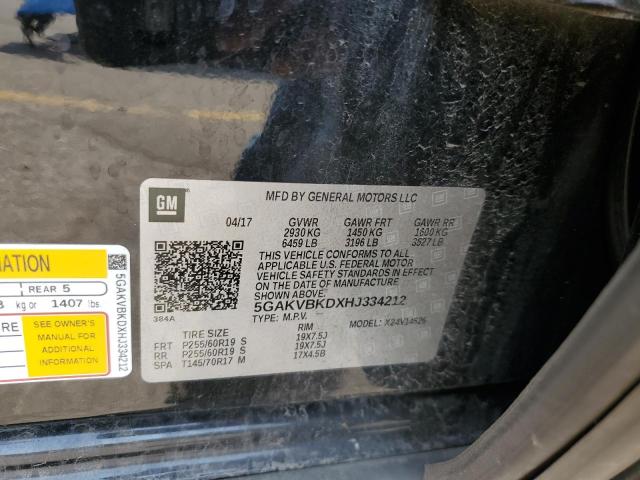 GM
MFD BY GENERAL MOTORS LLC
04/17 GVWR GAWR FRT GAWR RR
2930 KG 1450 KG 1600 KG
6459 LB 3196 LB 3527 LB
THIS VEHICLE CONFORMS TO ALL
APPLICABLE U.S. FEDERAL MOTOR
VEHICLE SAFETY STANDARDS IN EFFECT
ON THE DATE OF MANUFACTURE
SHOWN ABOVE.
5GAKVBKDXHJ334212
384A
TYPE: M.P.V. MODEL: X24V14526
TIRE SIZE RIM
FRT P255/60R19 S 19X7.5J
RR P255/60R19 S 19X7.5J
SPA T145/70R17 M 17X4.5B
REAR 5
kg or 1407 lbs.
SEE OWNER'S
MANUAL FOR
ADDITIONAL
INFORMATION
5GAKVBKDXHJ334212